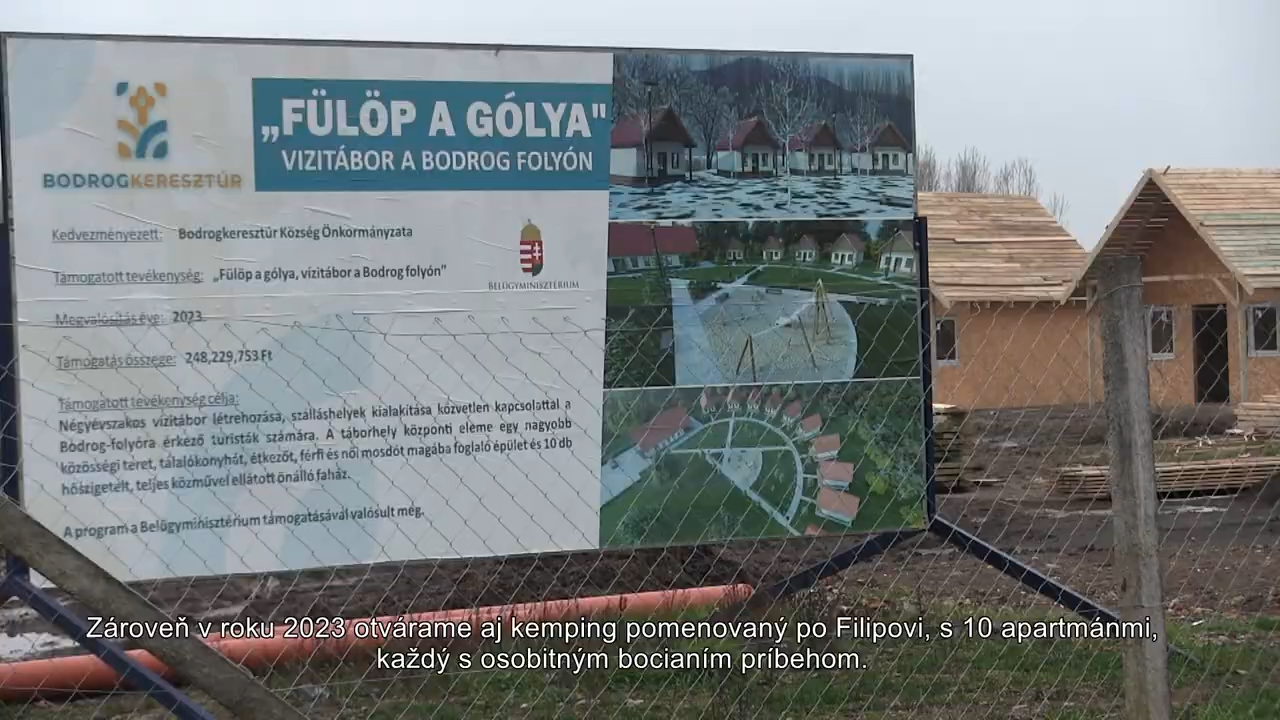 BODROGKERESZTÚR
„FÜLÖP A GÓLYA"
VIZITÁBOR A BODROG FOLYÓN
Kedvezményezett: Bodrogkeresztúr Község Önkormányzata
Támogatott tevékenység: „Fülöp a gólya, vízitábor a Bodrog folyón"
BELÜGYMINISZTÉRIUM
Megvalósítás éve: 2023
Támogatás összege: 248,229,753 Ft
Támogatott tevékenység célja:
Négyévszakos vízitábor létrehozása, szálláshelyek kialakítása közvetlen kapcsolattal a
Bodrog-folyóra érkező turisták számára. A táborhely központi eleme egy nagyobb
közösségi teret, tálalókonyhát, étkezőt, férfi és női mosdót magába foglaló épület és 10 db
hőszigetelt, teljes közművel ellátott önálló faház.
A program a Belügyminisztérium támogatásával valósult meg.
Zároveň v roku 2023 otvárame aj kemping pomenovaný po Filipovi, s 10 apartmánmi,
každý s osobitným bocianím príbehom.